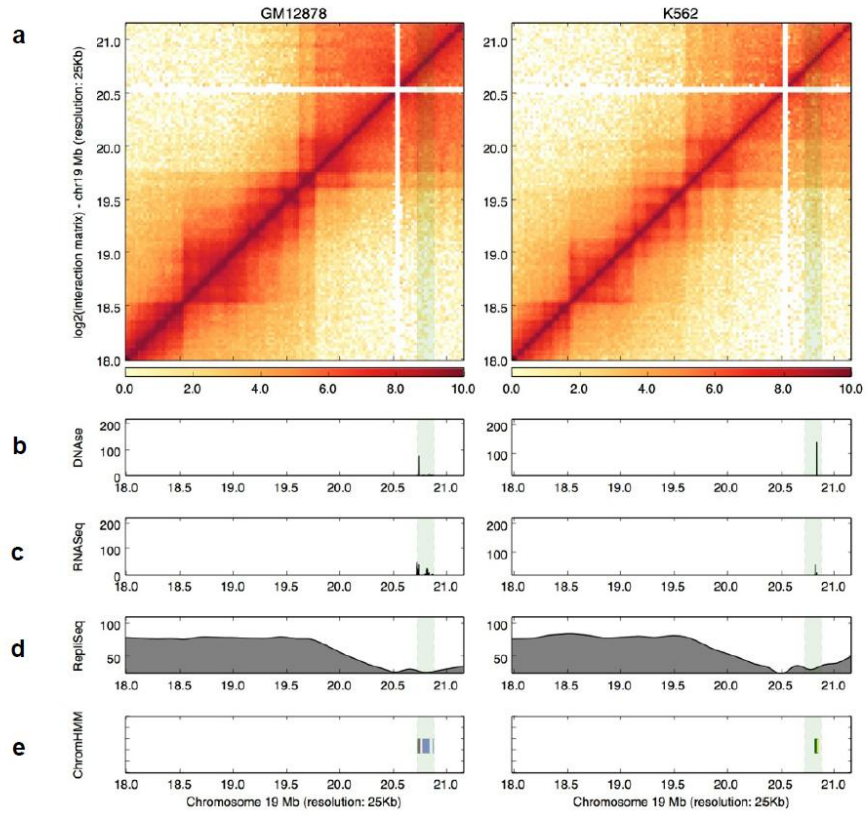 GM12878 K562
a
log2(interaction matrix) - chr19 Mb (resolution: 25Kb)
21.0 21.0
20.5 20.5
20.0 20.0
19.5 19.5
19.0 19.0
18.5 18.5
18.0 18.0
0.0 2.0 4.0 6.0 8.0 10.0 0.0 2.0 4.0 6.0 8.0 10.0
b
DNAse
200 200
100 100
0
18.0 18.5 19.0 19.5 20.0 20.5 21.0 18.0 18.5 19.0 19.5 20.0 20.5 21.0
c
RNASeq
200 200
100 100
0
18.0 18.5 19.0 19.5 20.0 20.5 21.0 18.0 18.5 19.0 19.5 20.0 20.5 21.0
d
RepliSeq
100 100
50 50
18.0 18.5 19.0 19.5 20.0 20.5 21.0 18.0 18.5 19.0 19.5 20.0 20.5 21.0
e
ChromHMM
18.0 18.5 19.0 19.5 20.0 20.5 21.0 18.0 18.5 19.0 19.5 20.0 20.5 21.0
Chromosome 19 Mb (resolution: 25Kb) Chromosome 19 Mb (resolution: 25Kb)